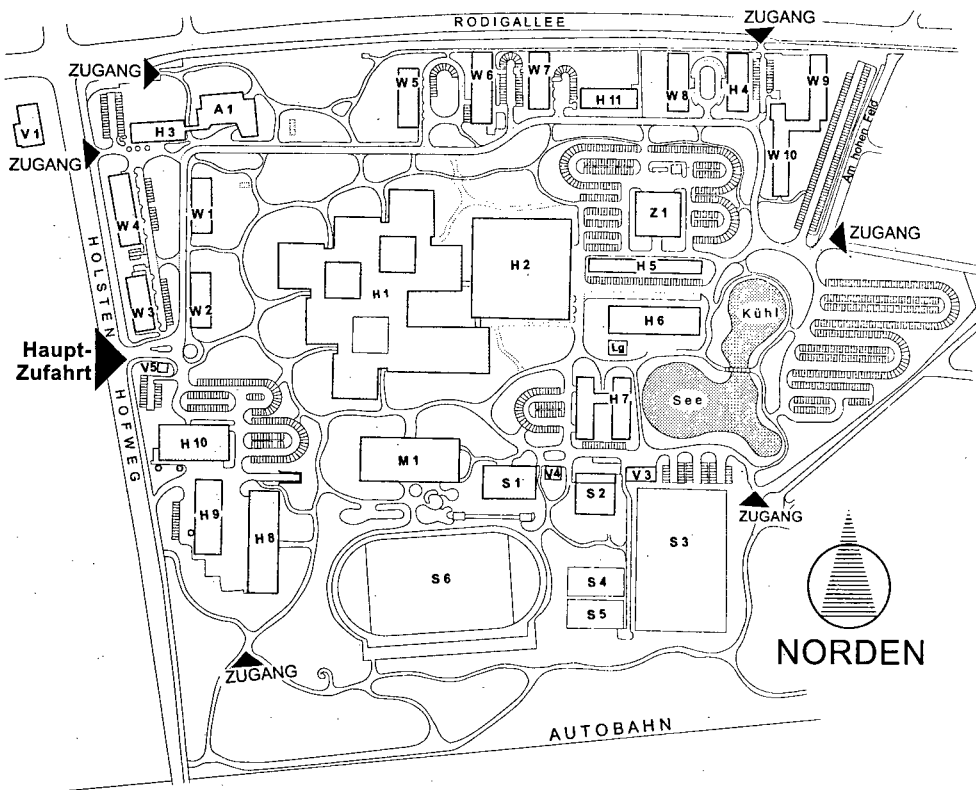 RODIGALLEE
ZUGANG
ZUGANG
V 1
A 1
H 3
W 5
W 6
W 7
H 11
W 8
H 4
W 9
ZUGANG
W 10
Am hohen Feld
W 4
W 1
Z 1
ZUGANG
HOLSTEN
HOFWEG
H 1
H 2
H 5
W 3
W 2
H 6
Kühl
See
Lg
Haupt-
Zufahrt
V5
H 7
H 10
M 1
S 1
V4
S 2
V 3
ZUGANG
H 9
H 8
S 3
S 6
S 4
S 5
NORDEN
ZUGANG
AUTOBAHN